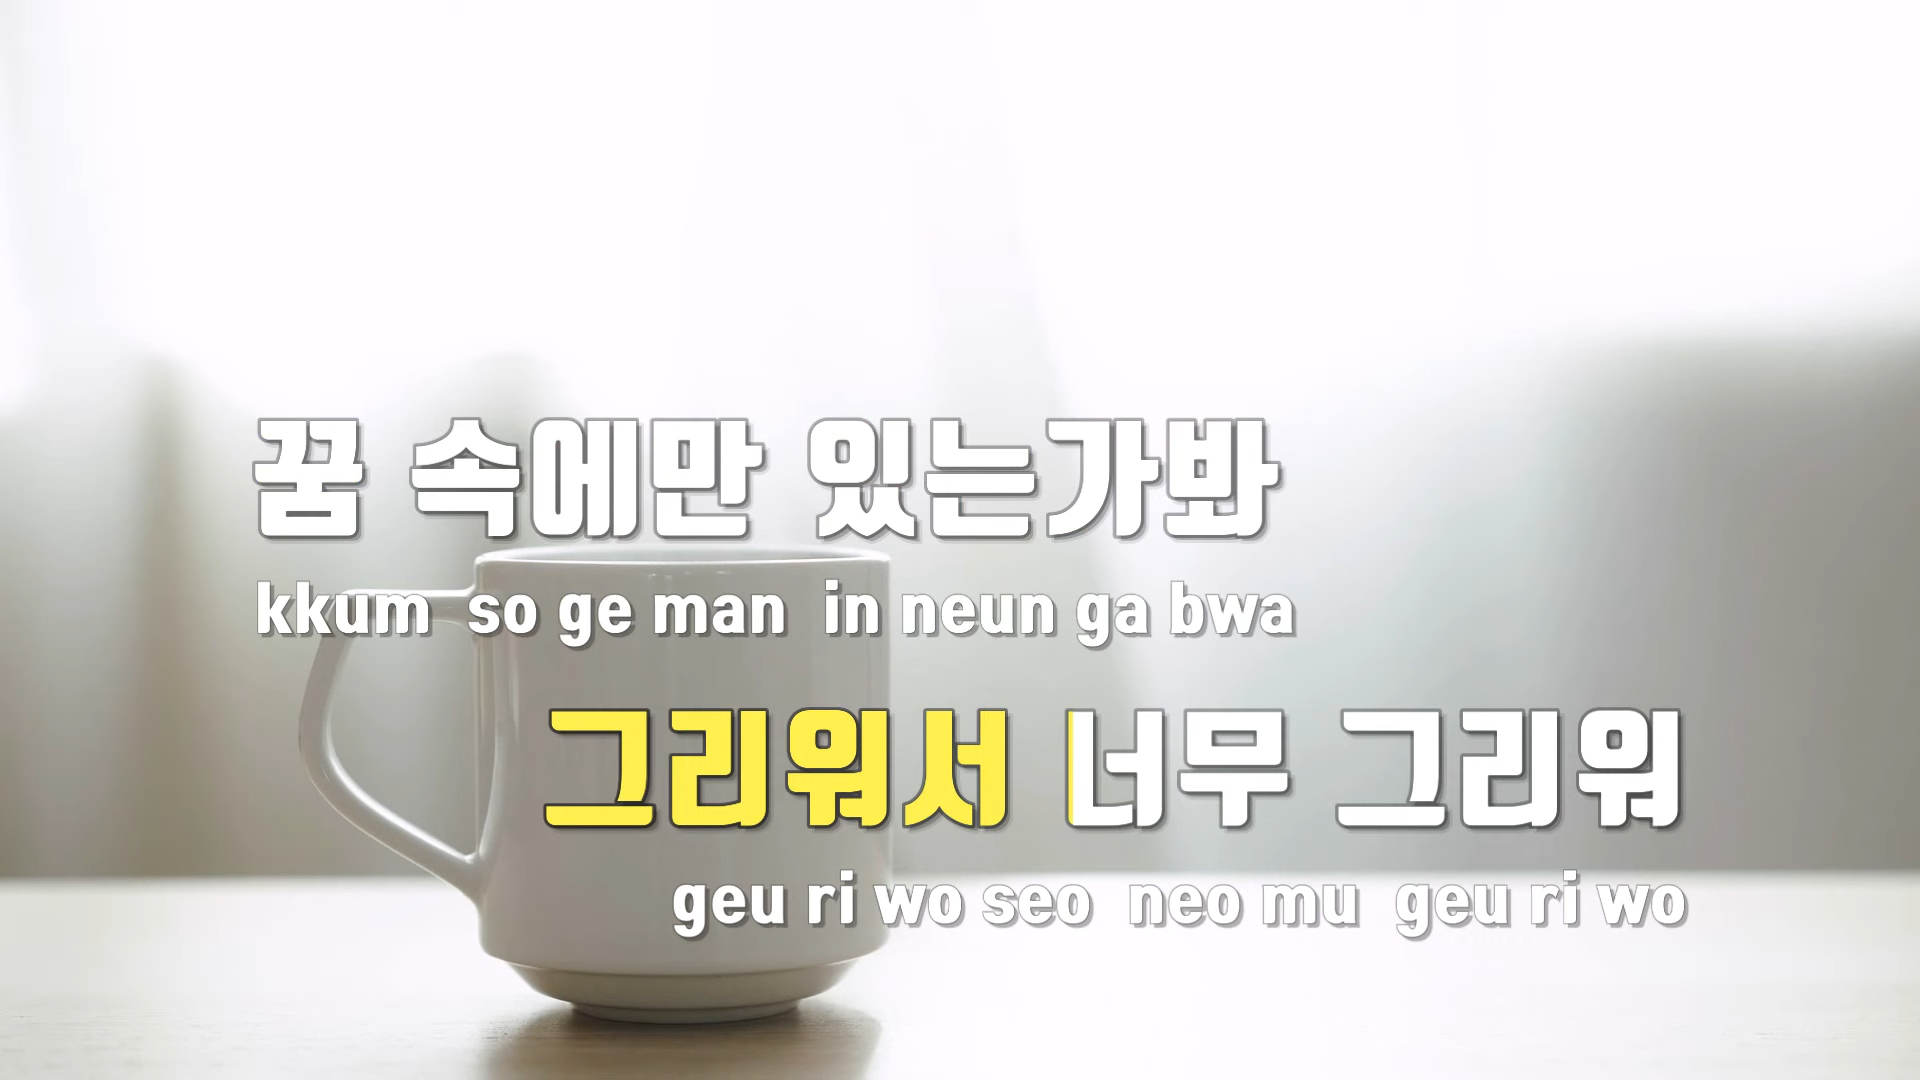 꿈 속에만 있는가봐
kkum so ge man in neun ga bwa
그리워서 너무 그리워
geu ri wo seo neo mu geu ri wo